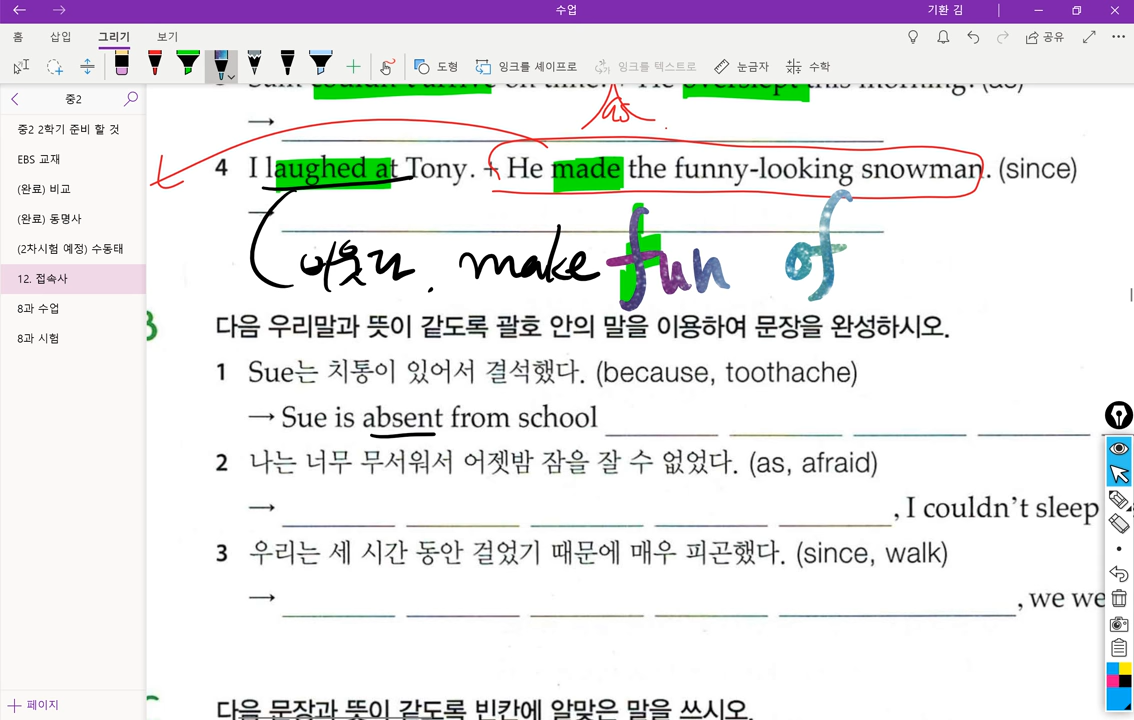 수업
기환 김
홈 삽입 그리기 보기
도형 잉크를 셰이프로 잉크를 텍스트로 눈금자 수학 공유
중2
중2 2학기 준비 할 것
EBS 교재
(완료) 비교
(완료) 동명사
(2차시험 예정) 수동태
12. 접속사
8과 수업
8과 시험
페이지
couldn't arrive on time. + He overslept this morning. (as)
as
→
4 I laughed at Tony. + He made the funny-looking snowman. (since)
→
비웃다. make fun of
B 다음 우리말과 뜻이 같도록 괄호 안의 말을 이용하여 문장을 완성하시오.
1 Sue는 치통이 있어서 결석했다. (because, toothache)
→ Sue is absent from school
2 나는 너무 무서워서 어젯밤 잠을 잘 수 없었다. (as, afraid)
→ , I couldn't sleep
3 우리는 세 시간 동안 걸었기 때문에 매우 피곤했다. (since, walk)
→ , we we
다음 문장과 뜻이 같도록 빈칸에 알맞은 말을 쓰시오.